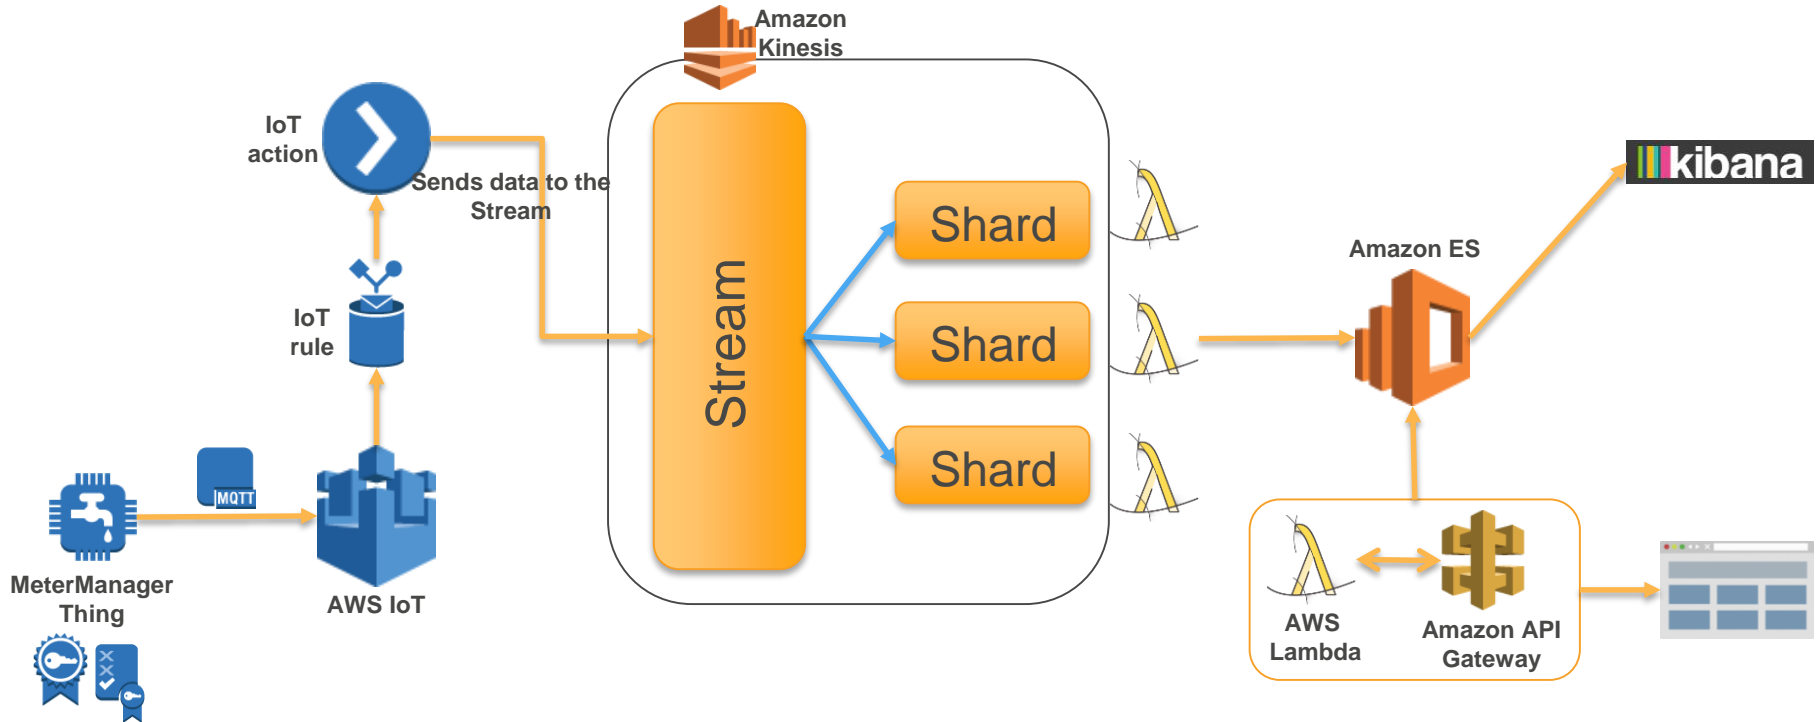 Amazon
Kinesis
IoT
action
Sends data to the
Stream
IoT
rule
MQTT
MeterManager
Thing
AWS IoT
Stream
Shard
Shard
Shard
Amazon ES
kibana
AWS
Lambda
Amazon API
Gateway